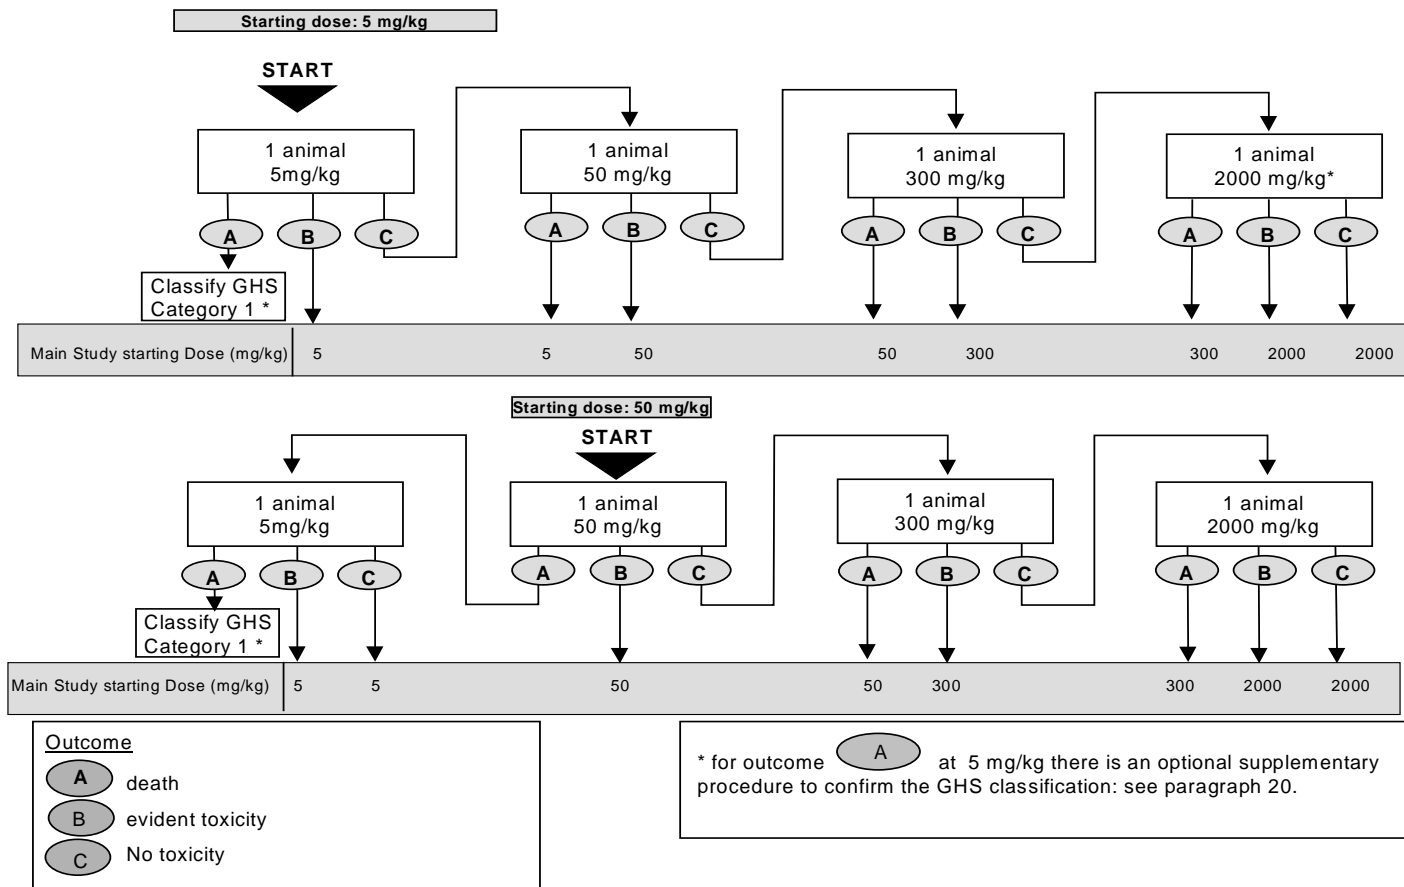 Starting dose: 5 mg/kg
START
1 animal
5mg/kg
1 animal
50 mg/kg
1 animal
300 mg/kg
1 animal
2000 mg/kg*
A B C A B C A B C A B C
Classify GHS
Category 1 *
Main Study starting Dose (mg/kg) 5 5 50 50 300 300 2000 2000
Starting dose: 50 mg/kg
START
1 animal
5mg/kg
1 animal
50 mg/kg
1 animal
300 mg/kg
1 animal
2000 mg/kg
A B C A B C A B C A B C
Classify GHS
Category 1 *
Main Study starting Dose (mg/kg) 5 5 50 50 300 300 2000 2000
Outcome
A death
B evident toxicity
C No toxicity
* for outcome A at 5 mg/kg there is an optional supplementary
procedure to confirm the GHS classification: see paragraph 20.